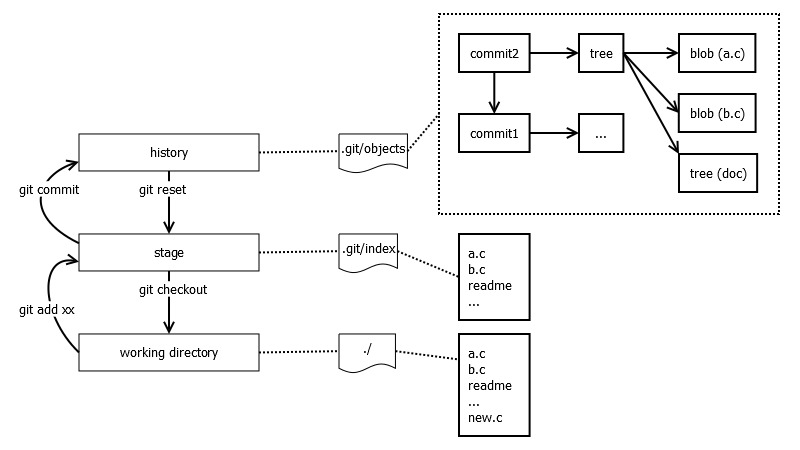 commit2
tree
blob (a.c)
blob (b.c)
commit1
...
tree (doc)
history
.git/objects
git commit
git reset
stage
.git/index
a.c
b.c
readme
...
git checkout
git add xx
working directory
./
a.c
b.c
readme
...
new.c